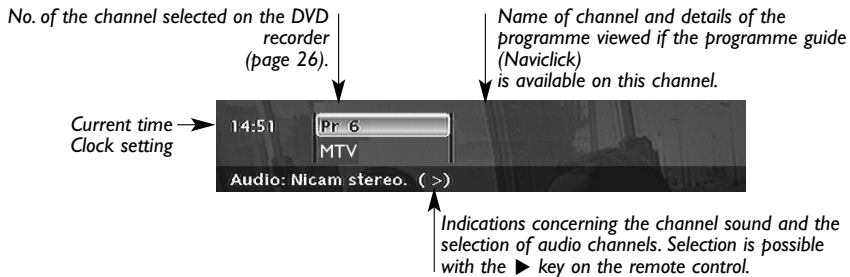 No. of the channel selected on the DVD
recorder
(page 26).
Name of channel and details of the
programme viewed if the programme guide
(Naviclick)
is available on this channel.
Current time
Clock setting
14:51
Pr 6
MTV
Audio: Nicam stereo. ( >)
Indications concerning the channel sound and the
selection of audio channels. Selection is possible
with the ▶ key on the remote control.